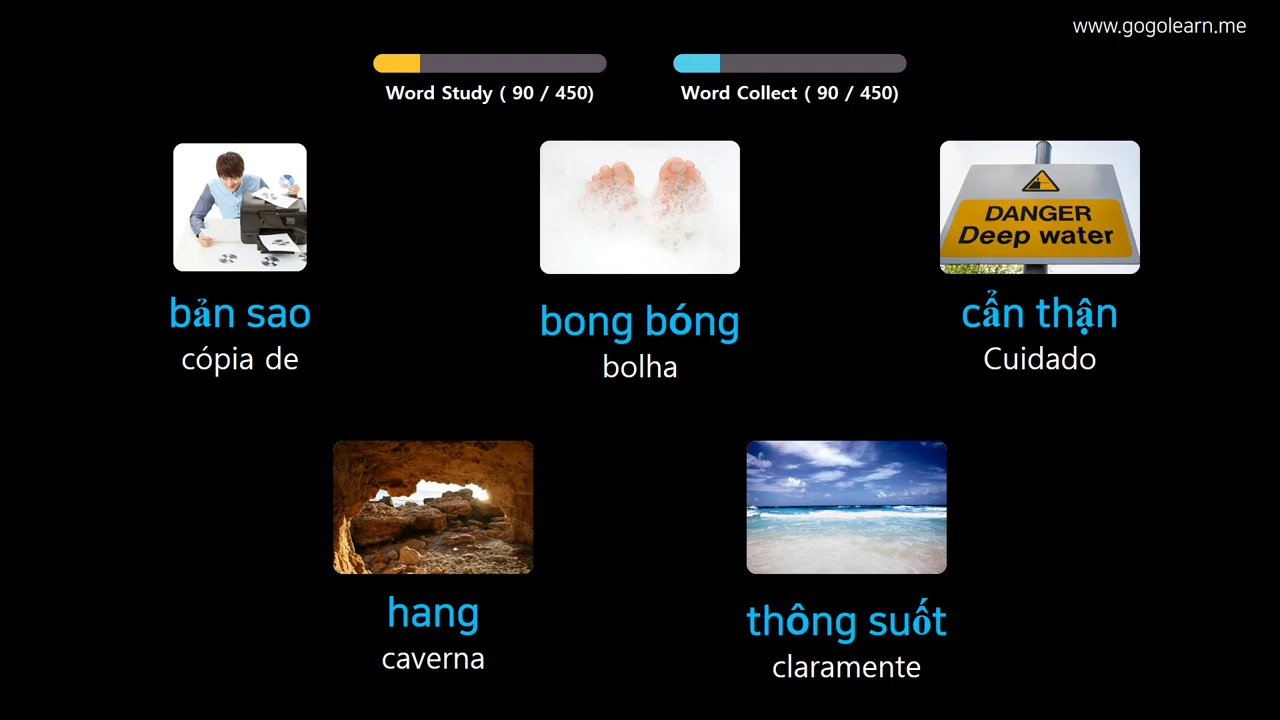 www.gogolearn.me
Word Study ( 90 / 450)
Word Collect ( 90 / 450)
DANGER
Deep water
bản sao
cópia de
bong bóng
bolha
cẩn thận
Cuidado
hang
caverna
thông suốt
claramente